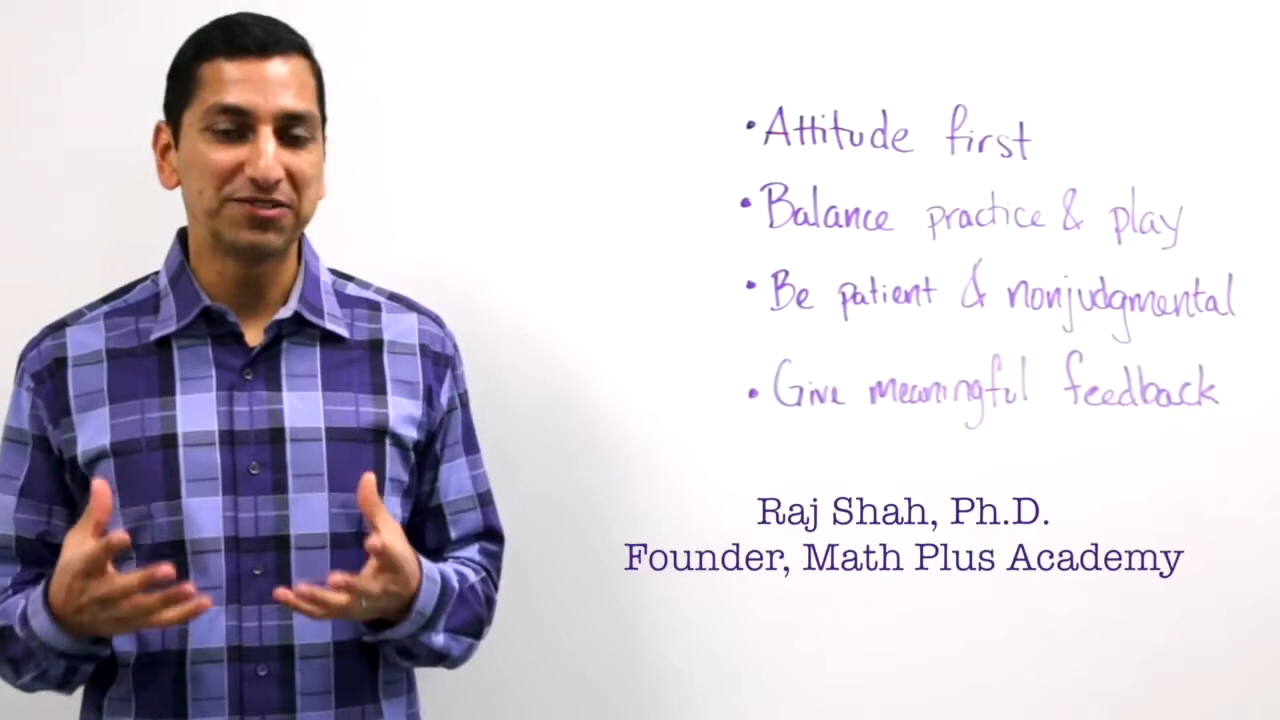 • Attitude first
• Balance practice & play
• Be patient & nonjudgmental
• Give meaningful feedback
Raj Shah, Ph.D.
Founder, Math Plus Academy